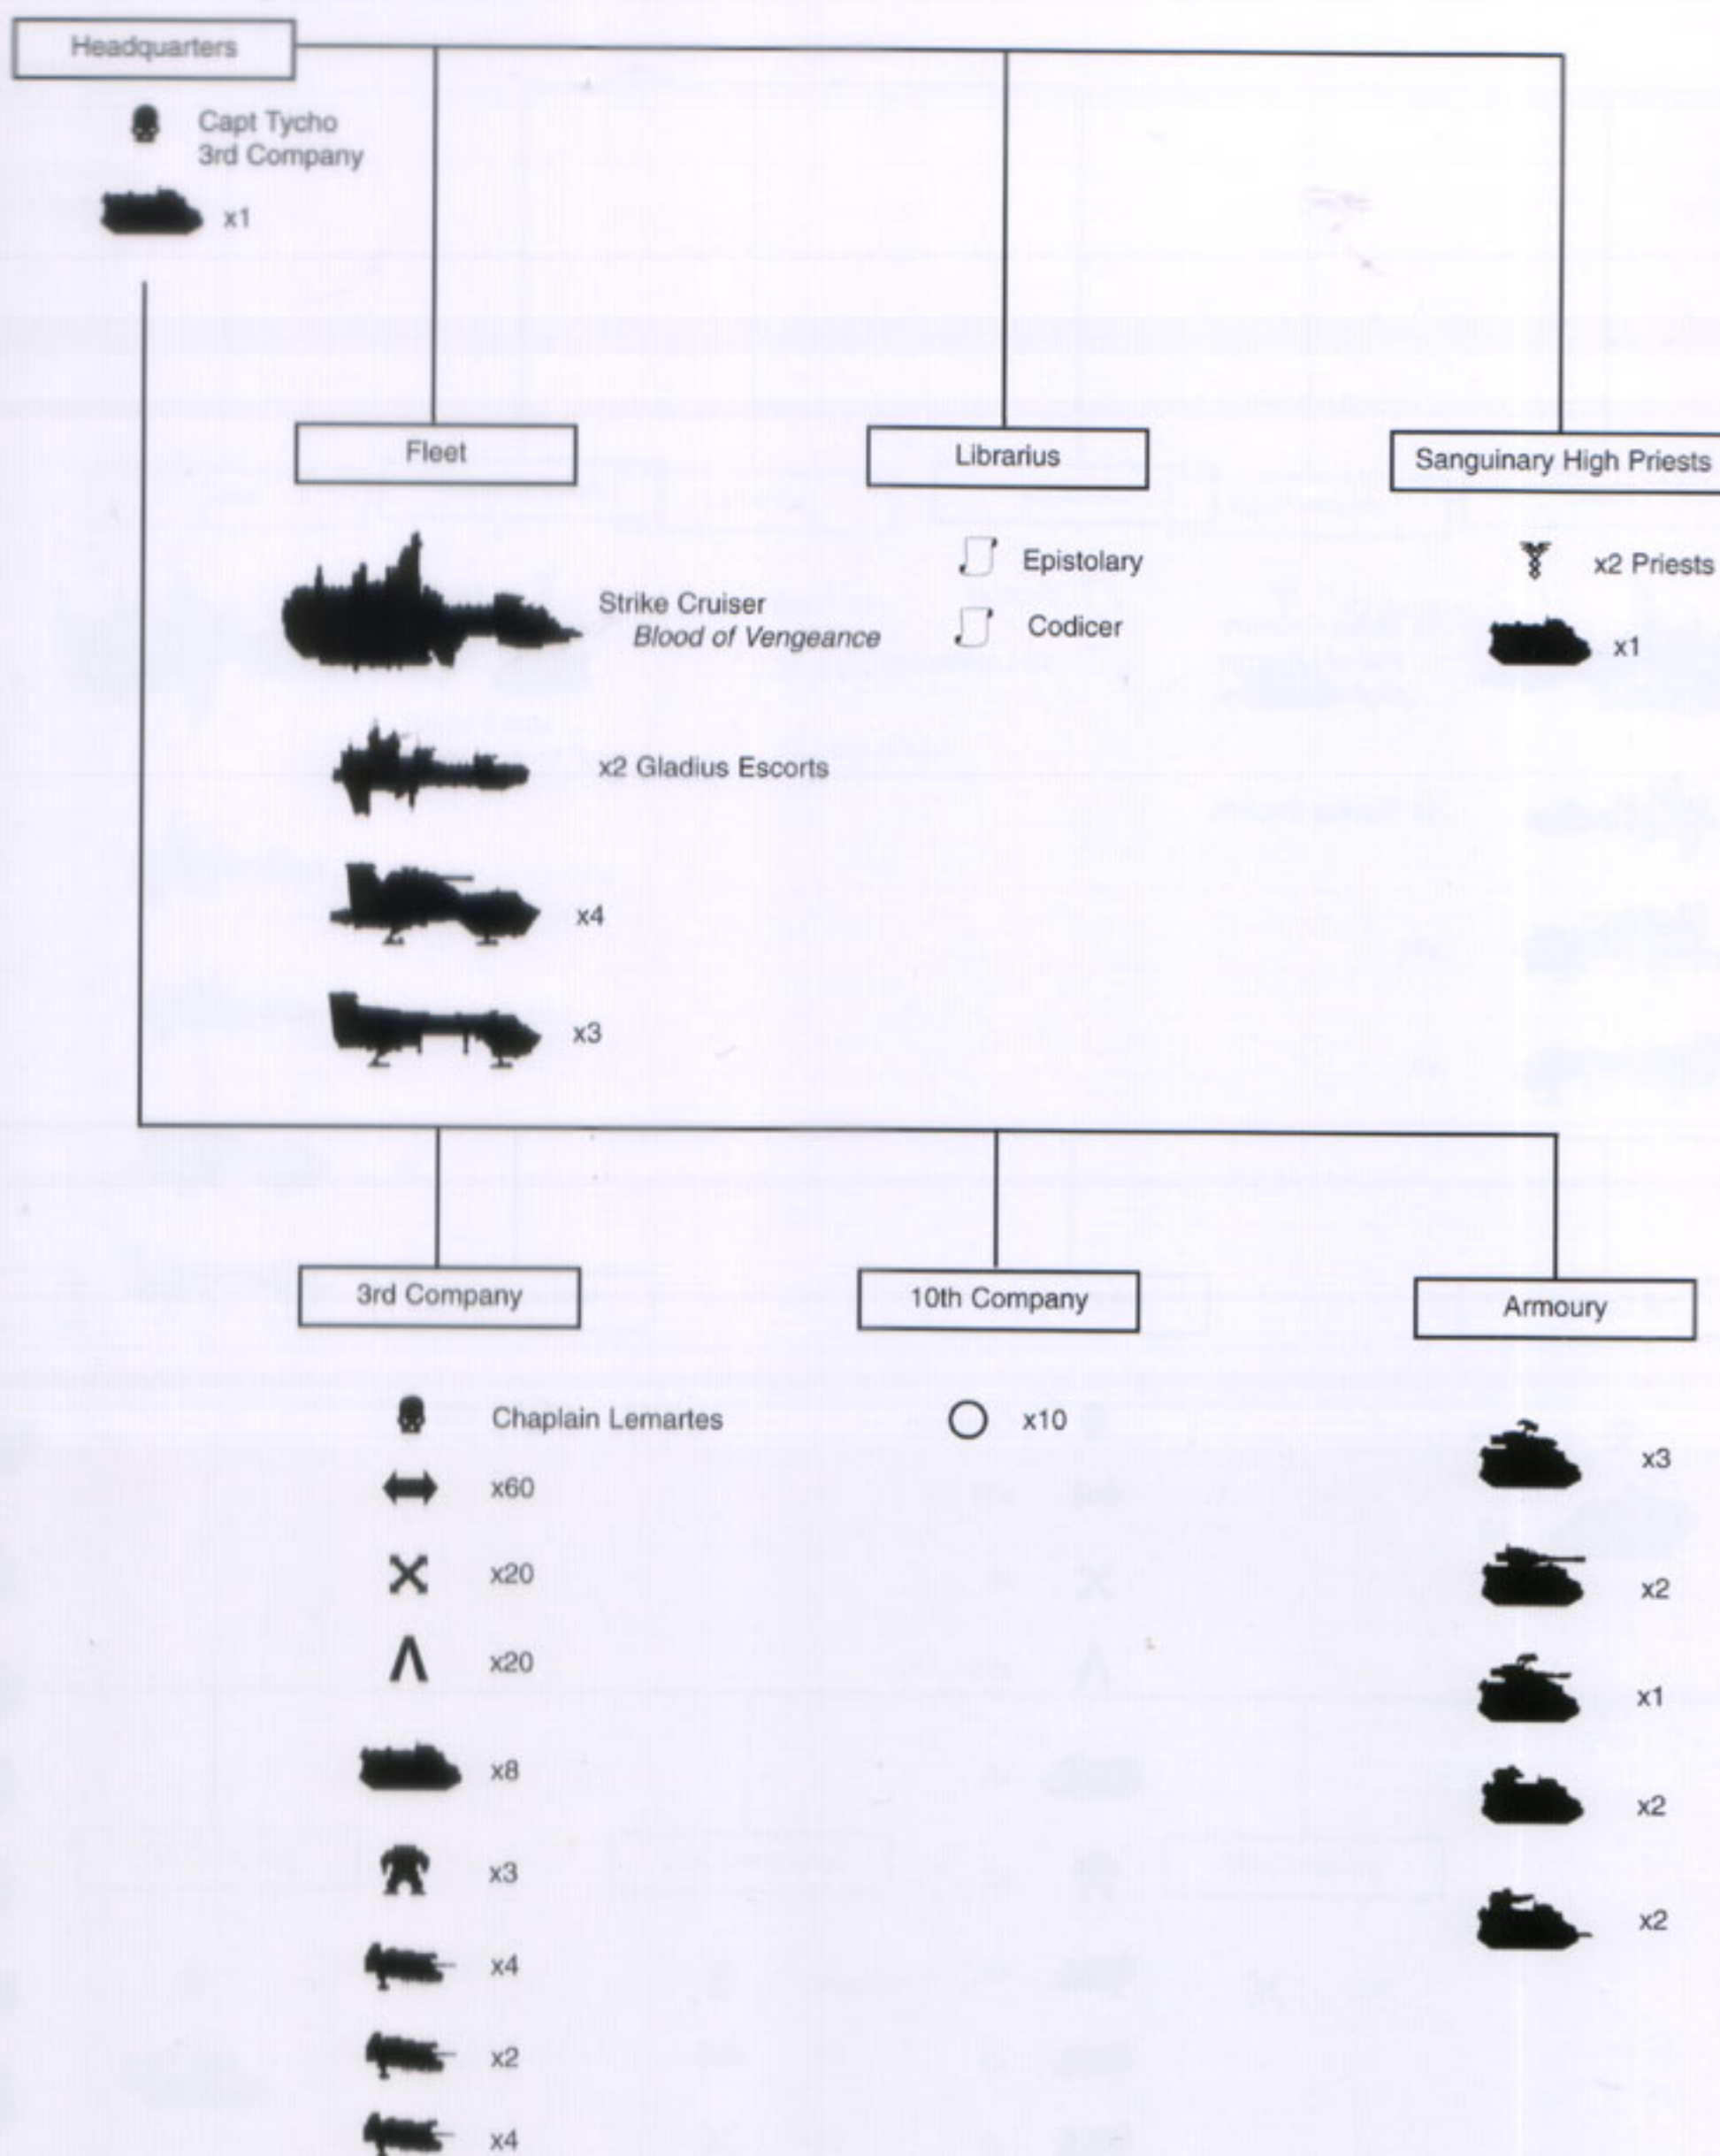 Headquarters
Capt Tycho
3rd Company
x1
Fleet
Librarius
Sanguinary High Priests
Strike Cruiser
Blood of Vengeance
x2 Gladius Escorts
x4
x3
Epistolary
Codicer
x2 Priests
x1
3rd Company
10th Company
Armoury
Chaplain Lemartes
x60
x20
x20
x8
x3
x4
x2
x4
x10
x3
x2
x1
x2
x2